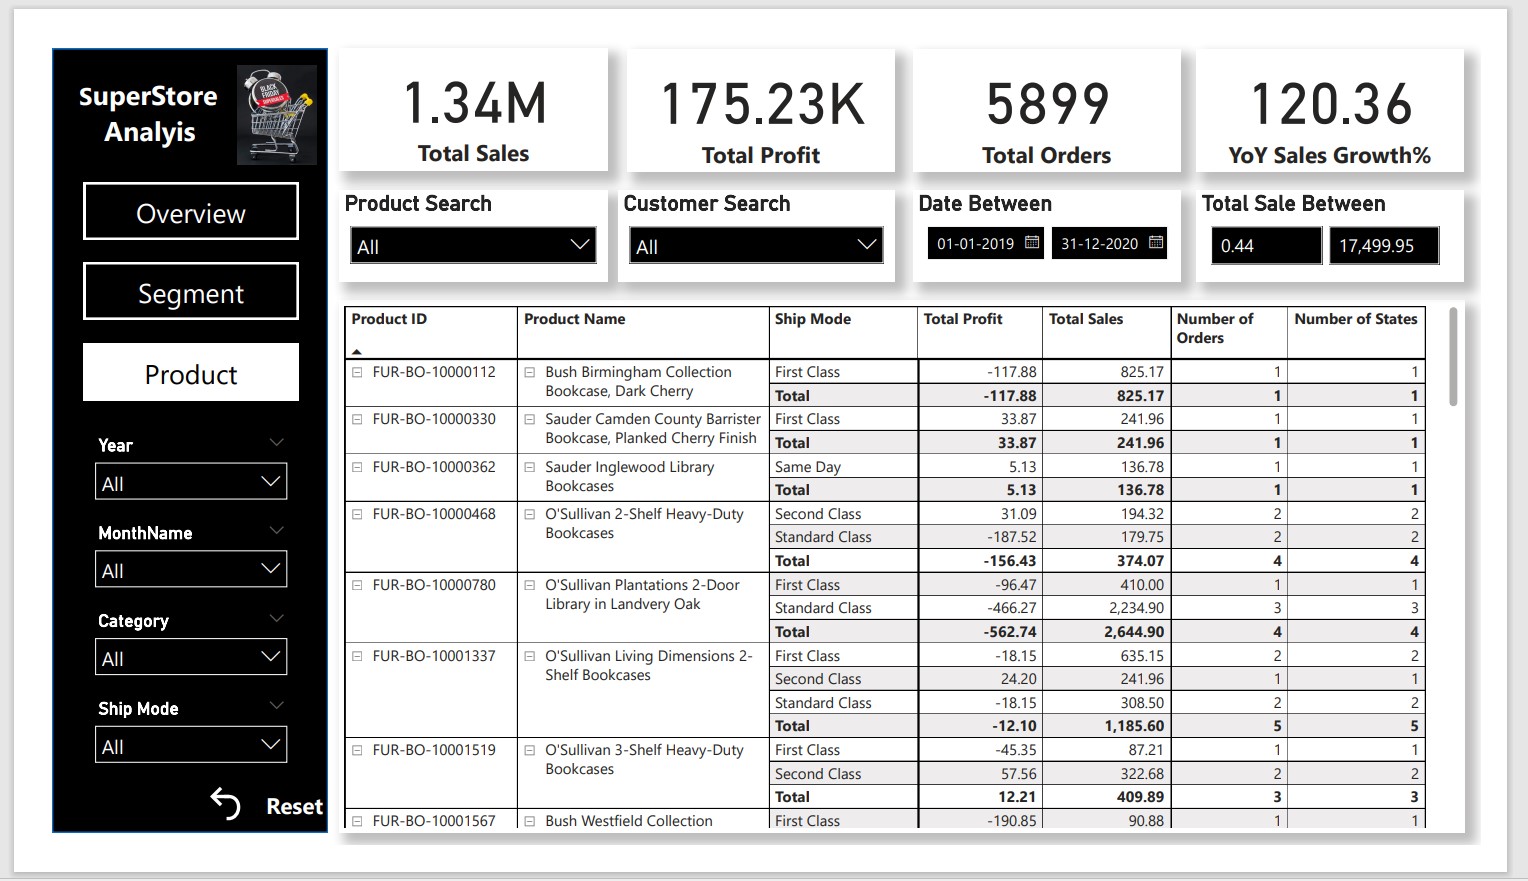 SuperStore
Analyis
BLACK
FRIDAY
Overview
Segment
Product
Year
All
MonthName
All
Category
All
Ship Mode
All
Reset
1.34M
Total Sales
175.23K
Total Profit
5899
Total Orders
120.36
YoY Sales Growth%
Product Search
All
Customer Search
All
Date Between
01-01-2019 31-12-2020
Total Sale Between
0.44 17,499.95
Product ID Product Name Ship Mode Total Profit Total Sales Number of Orders Number of States
FUR-BO-10000112 Bush Birmingham Collection First Class -117.88 825.17 1 1
Bookcase, Dark Cherry Total -117.88 825.17 1 1
FUR-BO-10000330 Sauder Camden County Barrister First Class 33.87 241.96 1 1
Bookcase, Planked Cherry Finish Total 33.87 241.96 1 1
FUR-BO-10000362 Sauder Inglewood Library Same Day 5.13 136.78 1 1
Bookcases Total 5.13 136.78 1 1
FUR-BO-10000468 O'Sullivan 2-Shelf Heavy-Duty Second Class 31.09 194.32 2 2
Bookcases Standard Class -187.52 179.75 2 2
Total -156.43 374.07 4 4
FUR-BO-10000780 O'Sullivan Plantations 2-Door First Class -96.47 410.00 1 1
Library in Landvery Oak Standard Class -466.27 2,234.90 3 3
Total -562.74 2,644.90 4 4
FUR-BO-10001337 O'Sullivan Living Dimensions 2- First Class -18.15 635.15 2 2
Shelf Bookcases Second Class 24.20 241.96 1 1
Standard Class -18.15 308.50 2 2
Total -12.10 1,185.60 5 5
FUR-BO-10001519 O'Sullivan 3-Shelf Heavy-Duty First Class -45.35 87.21 1 1
Bookcases Second Class 57.56 322.68 2 2
Total 12.21 409.89 3 3
FUR-BO-10001567 Bush Westfield Collection First Class -190.85 90.88 1 1